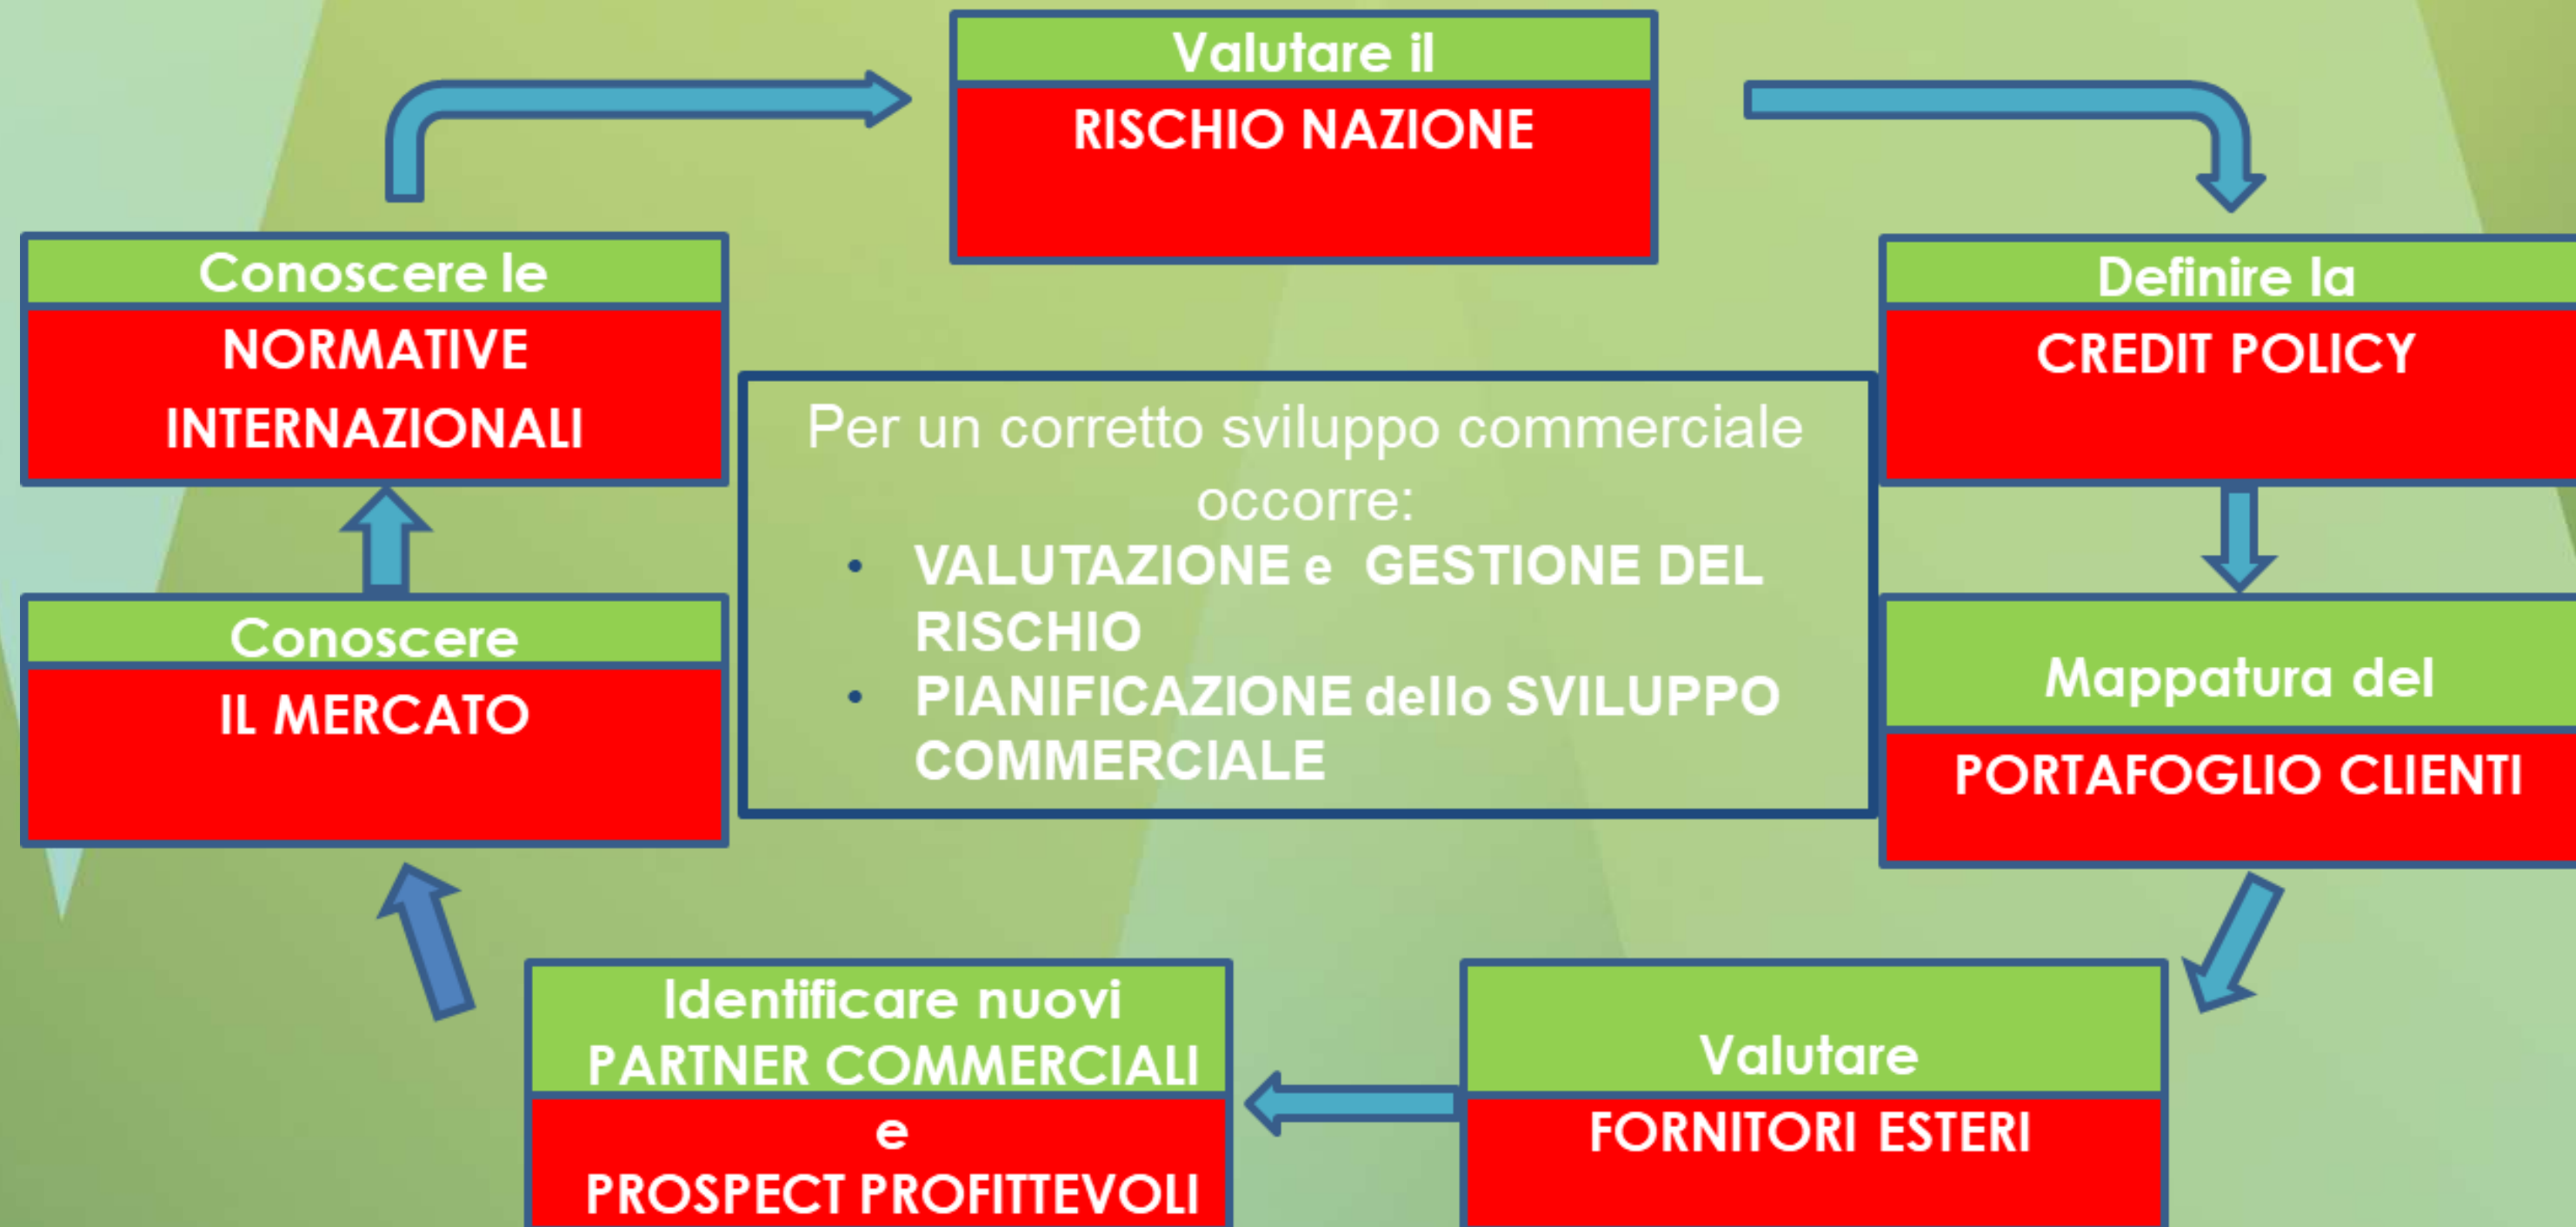 Valutare il
RISCHIO NAZIONE
Conoscere le
NORMATIVE
INTERNAZIONALI
Definire la
CREDIT POLICY
Per un corretto sviluppo commerciale
occorre:
• VALUTAZIONE e GESTIONE DEL
RISCHIO
• PIANIFICAZIONE dello SVILUPPO
COMMERCIALE
Conoscere
IL MERCATO
Mappatura del
PORTAFOGLIO CLIENTI
Identificare nuovi
PARTNER COMMERCIALI
e
PROSPECT PROFITTEVOLI
Valutare
FORNITORI ESTERI